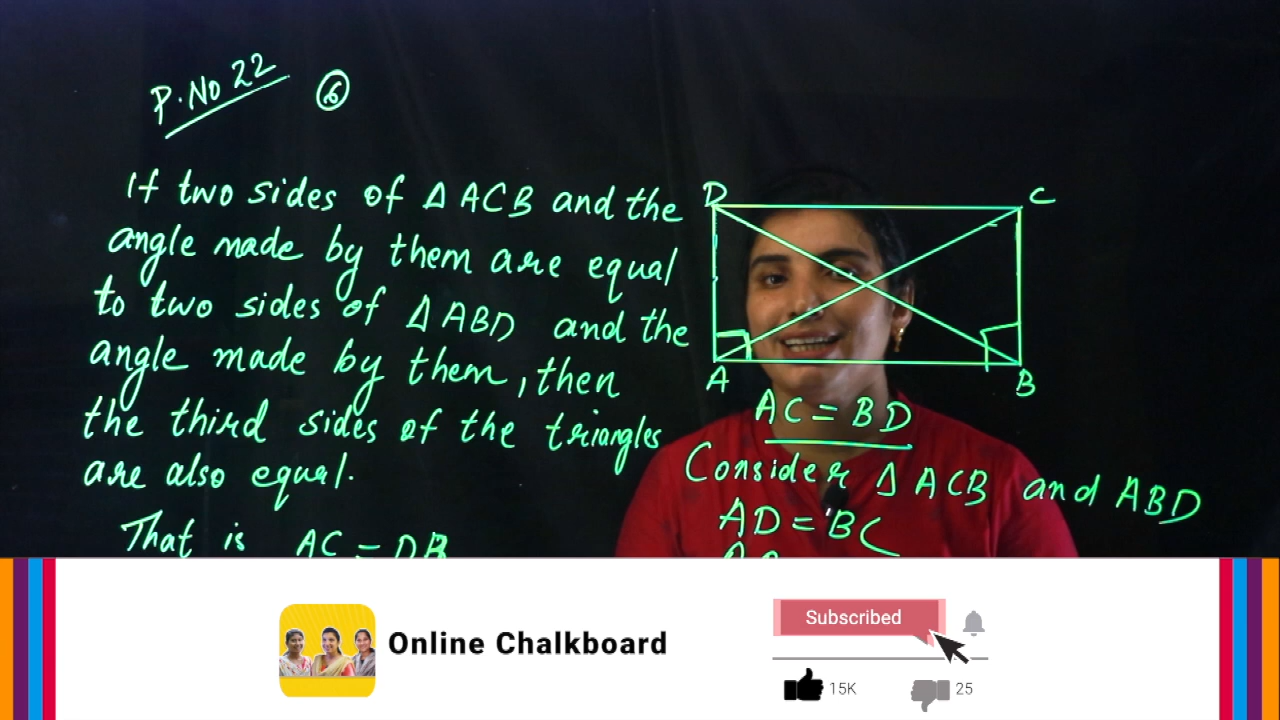 P.No 22 ⑥
If two sides of Δ ACB and the
angle made by them are equal
to two sides of Δ ABD and the
angle made by them, then
the third sides of the triangles
are also equal.
That is AC = DB
D C
A B
AC = BD
Consider Δ ACB and ABD
AD = BC
Online Chalkboard
Subscribed
15K 25